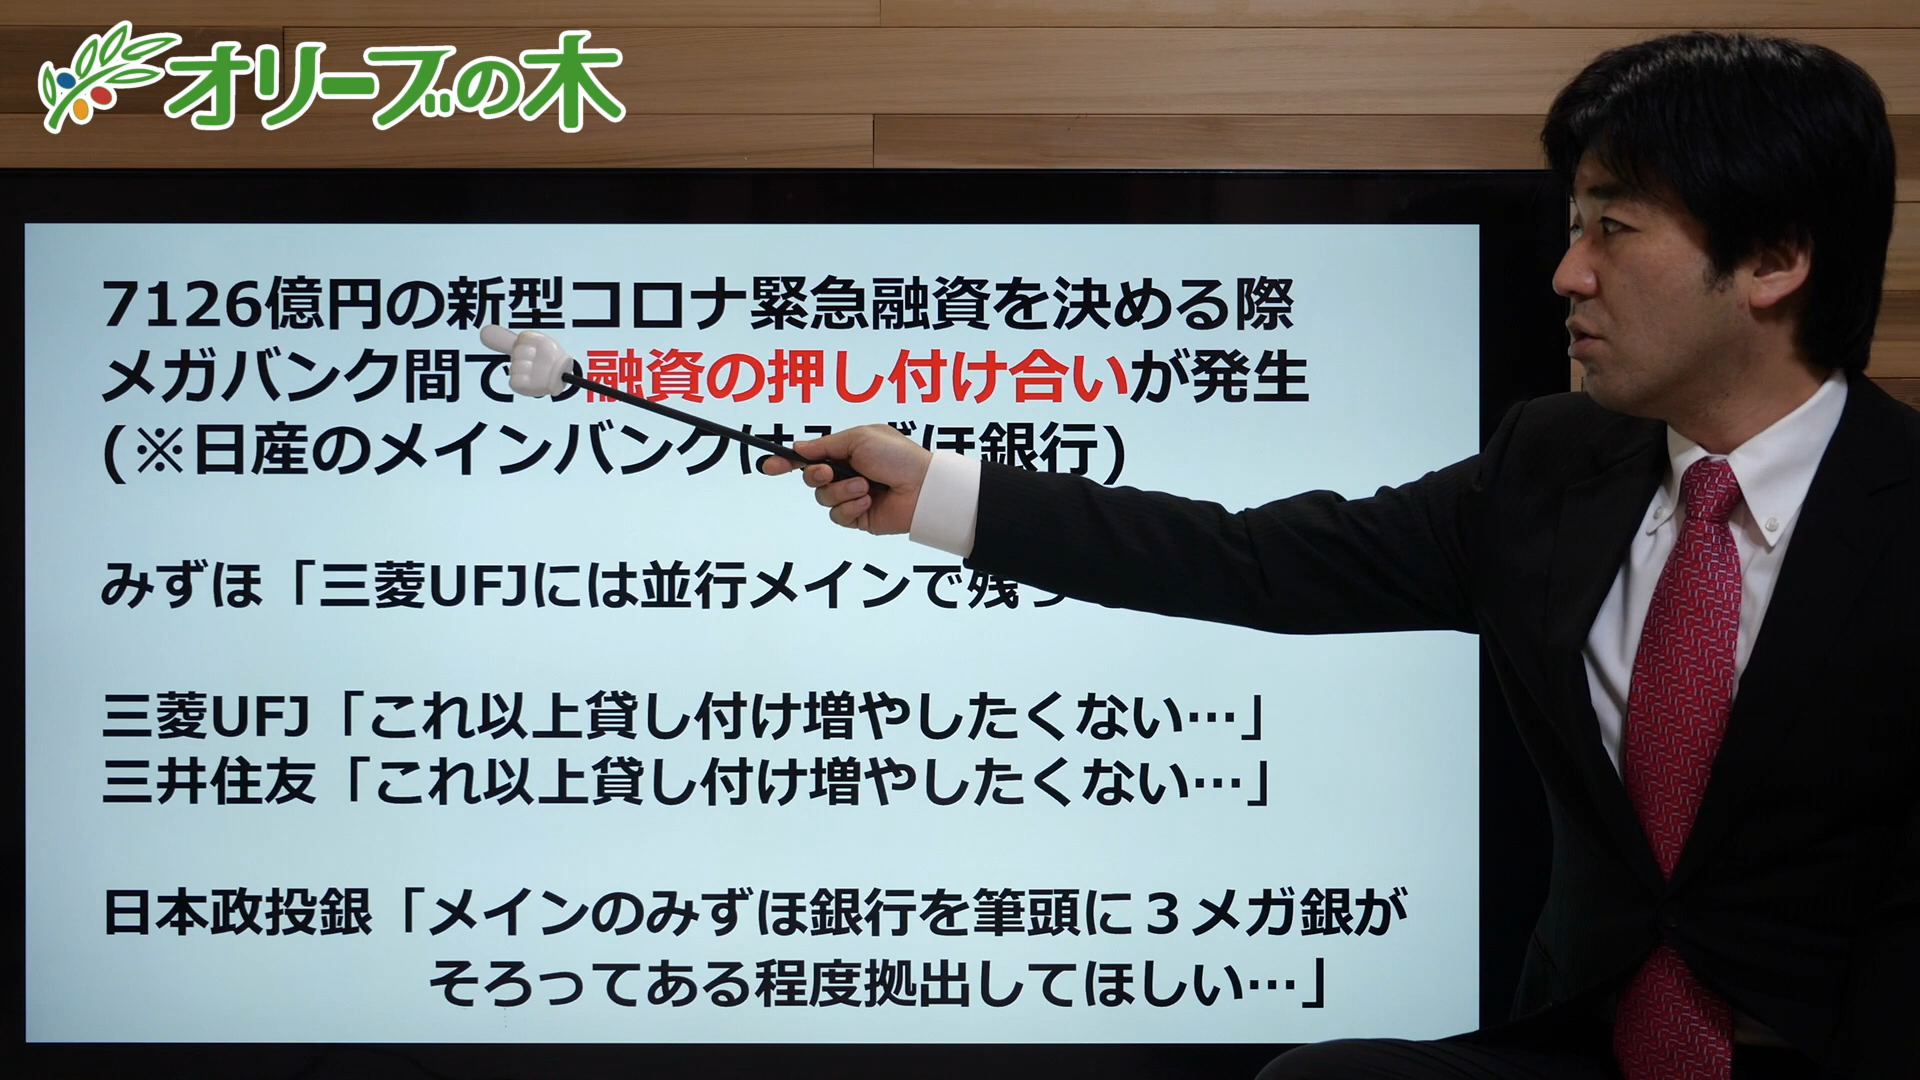 オリーブの木
7126億円の新型コロナ緊急融資を決める際
メガバンク間での融資の押し付け合いが発生
(※日産のメインバンクはみずほ銀行)
みずほ「三菱UFJには並行メインで残っ
三菱UFJ「これ以上貸し付け増やしたくない…」
三井住友「これ以上貸し付け増やしたくない…」
日本政投銀「メインのみずほ銀行を筆頭に３メガ銀が
そろってある程度拠出してほしい…」